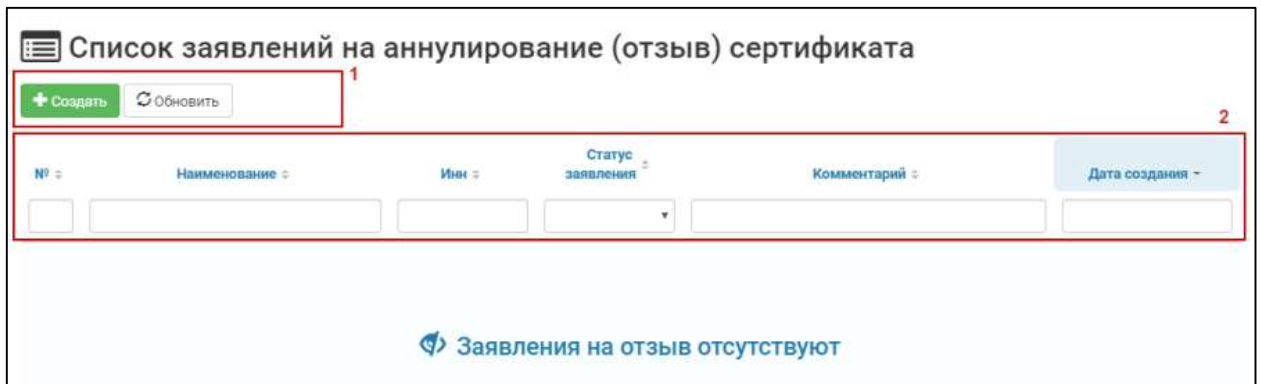 Список заявлений на аннулирование (отзыв) сертификата
1
Создать Обновить
2
№ Наименование Инн Статус заявления Комментарий Дата создания
Заявления на отзыв отсутствуют